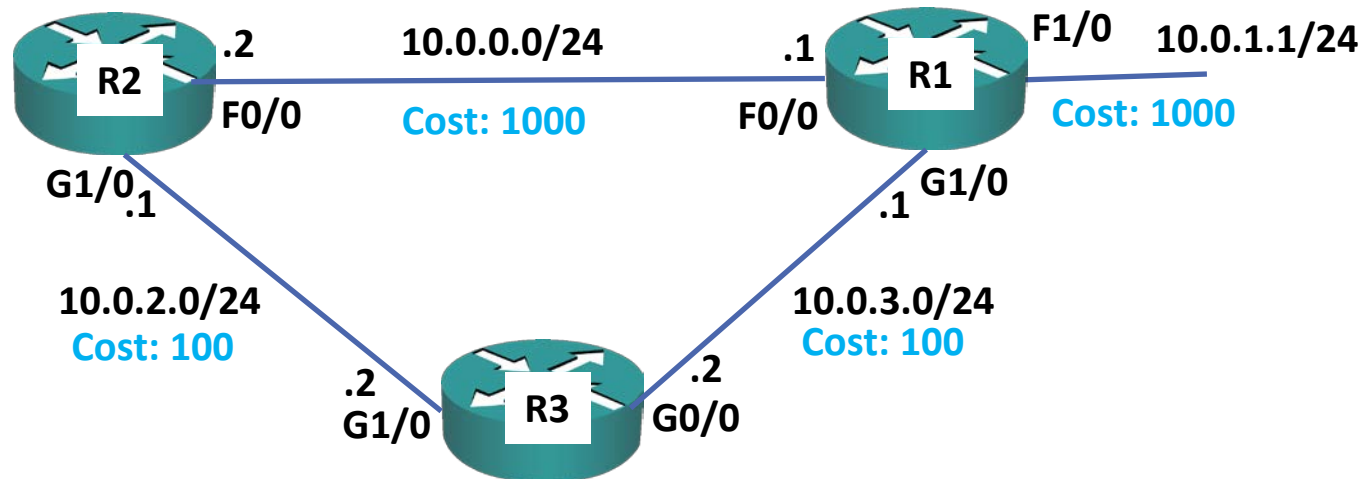 .2
10.0.0.0/24
.1
F1/0
10.0.1.1/24
R2
R1
F0/0
Cost: 1000
F0/0
Cost: 1000
G1/0
.1
G1/0
.1
10.0.2.0/24
Cost: 100
10.0.3.0/24
Cost: 100
.2
G1/0
R3
.2
G0/0